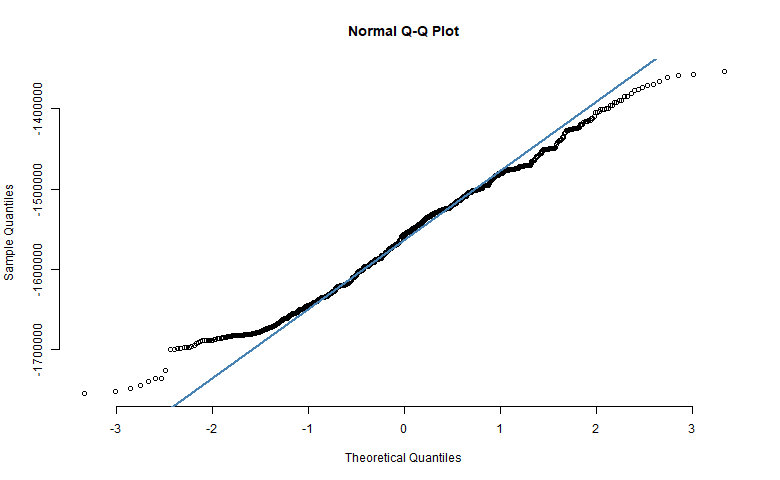 Normal Q-Q Plot
Sample Quantiles
-1400000
-1500000
-1600000
-1700000
-3 -2 -1 0 1 2 3
Theoretical Quantiles